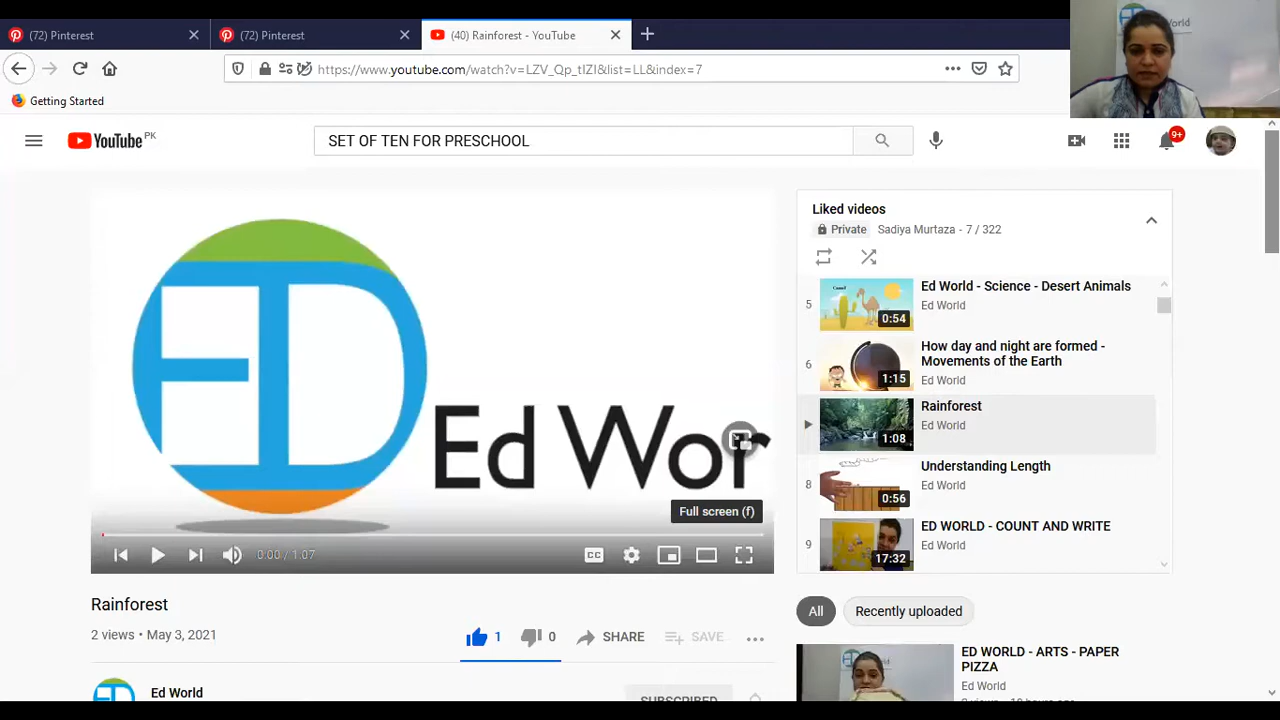 (72) Pinterest
(72) Pinterest
(40) Rainforest - YouTube
https://www.youtube.com/watch?v=LZV_Qp_tIZI&list=LL&index=7
Getting Started
YouTube PK
SET OF TEN FOR PRESCHOOL
9+
ED
Ed Wor
Full screen (f)
0:00 / 1:07
CC
Rainforest
2 views • May 3, 2021
1
0
SHARE
SAVE
Ed World
SUBSCRIBED
Liked videos
Private
Sadiya Murtaza - 7 / 322
5
Camel
0:54
Ed World - Science - Desert Animals
Ed World
6
1:15
How day and night are formed -
Movements of the Earth
Ed World
1:08
Rainforest
Ed World
8
0:56
Understanding Length
Ed World
9
17:32
ED WORLD - COUNT AND WRITE
Ed World
All
Recently uploaded
ED WORLD - ARTS - PAPER
PIZZA
Ed World